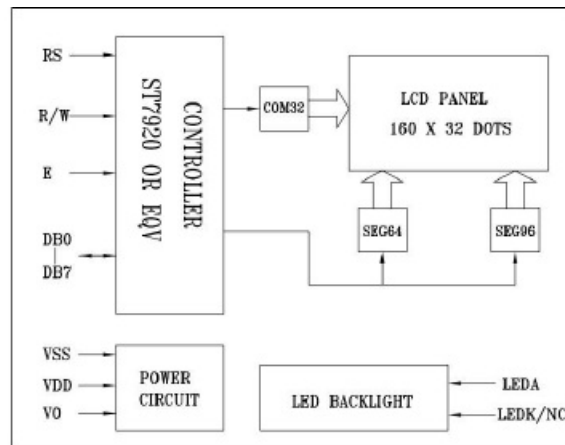 RS
R/W
E
DB0
DB7
ST7920 OR EQV
CONTROLLER
COM32
LCD PANEL
160 X 32 DOTS
SEG64
SEG96
VSS
VDD
VO
POWER
CIRCUIT
LED BACKLIGHT
LEDA
LEDK/NC